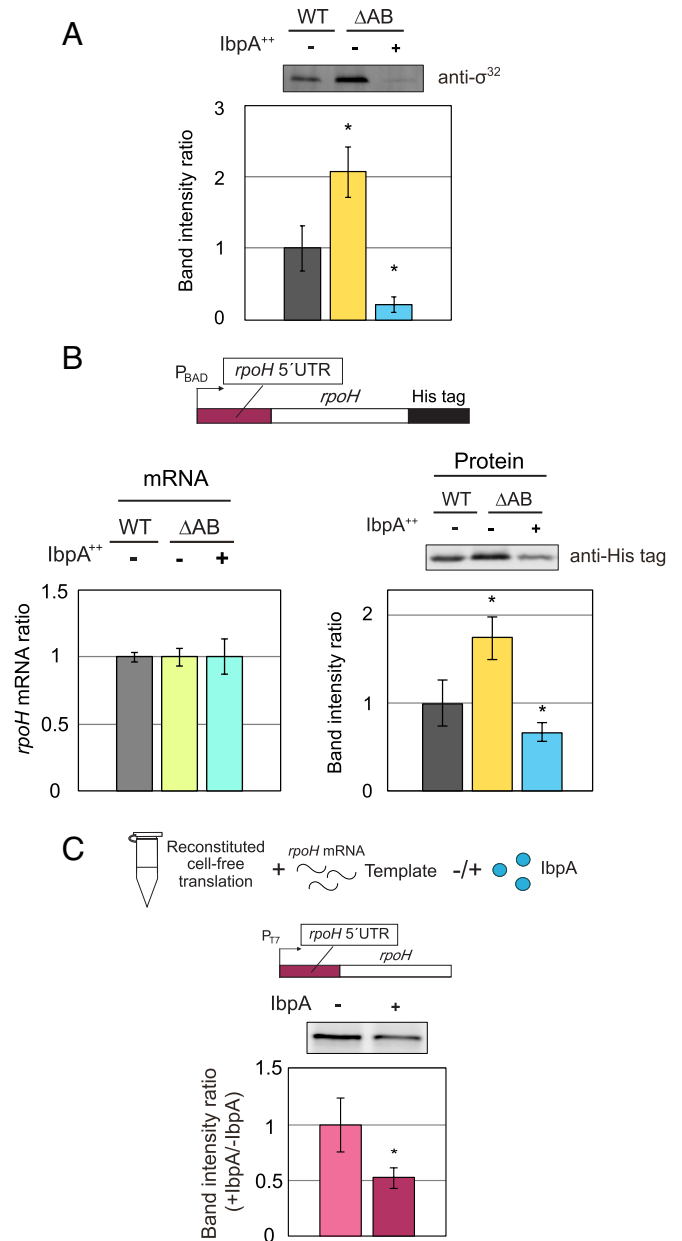 A
WT ΔAB
IbpA++ - - +
anti-σ32
Band intensity ratio
3
2
1
0
*
*
B
PBAD
rpoH 5´UTR
rpoH
His tag
mRNA
WT ΔAB
IbpA++ - - +
rpoH mRNA ratio
1.5
1
0.5
0
Protein
WT ΔAB
IbpA++ - - +
anti-His tag
Band intensity ratio
2
1
0
*
*
C
Reconstituted
cell-free
translation
+
rpoH mRNA
Template
-/+
IbpA
PT7
rpoH 5´UTR
rpoH
IbpA - +
Band intensity ratio
(+IbpA/-IbpA)
1.5
1
0.5
0
*